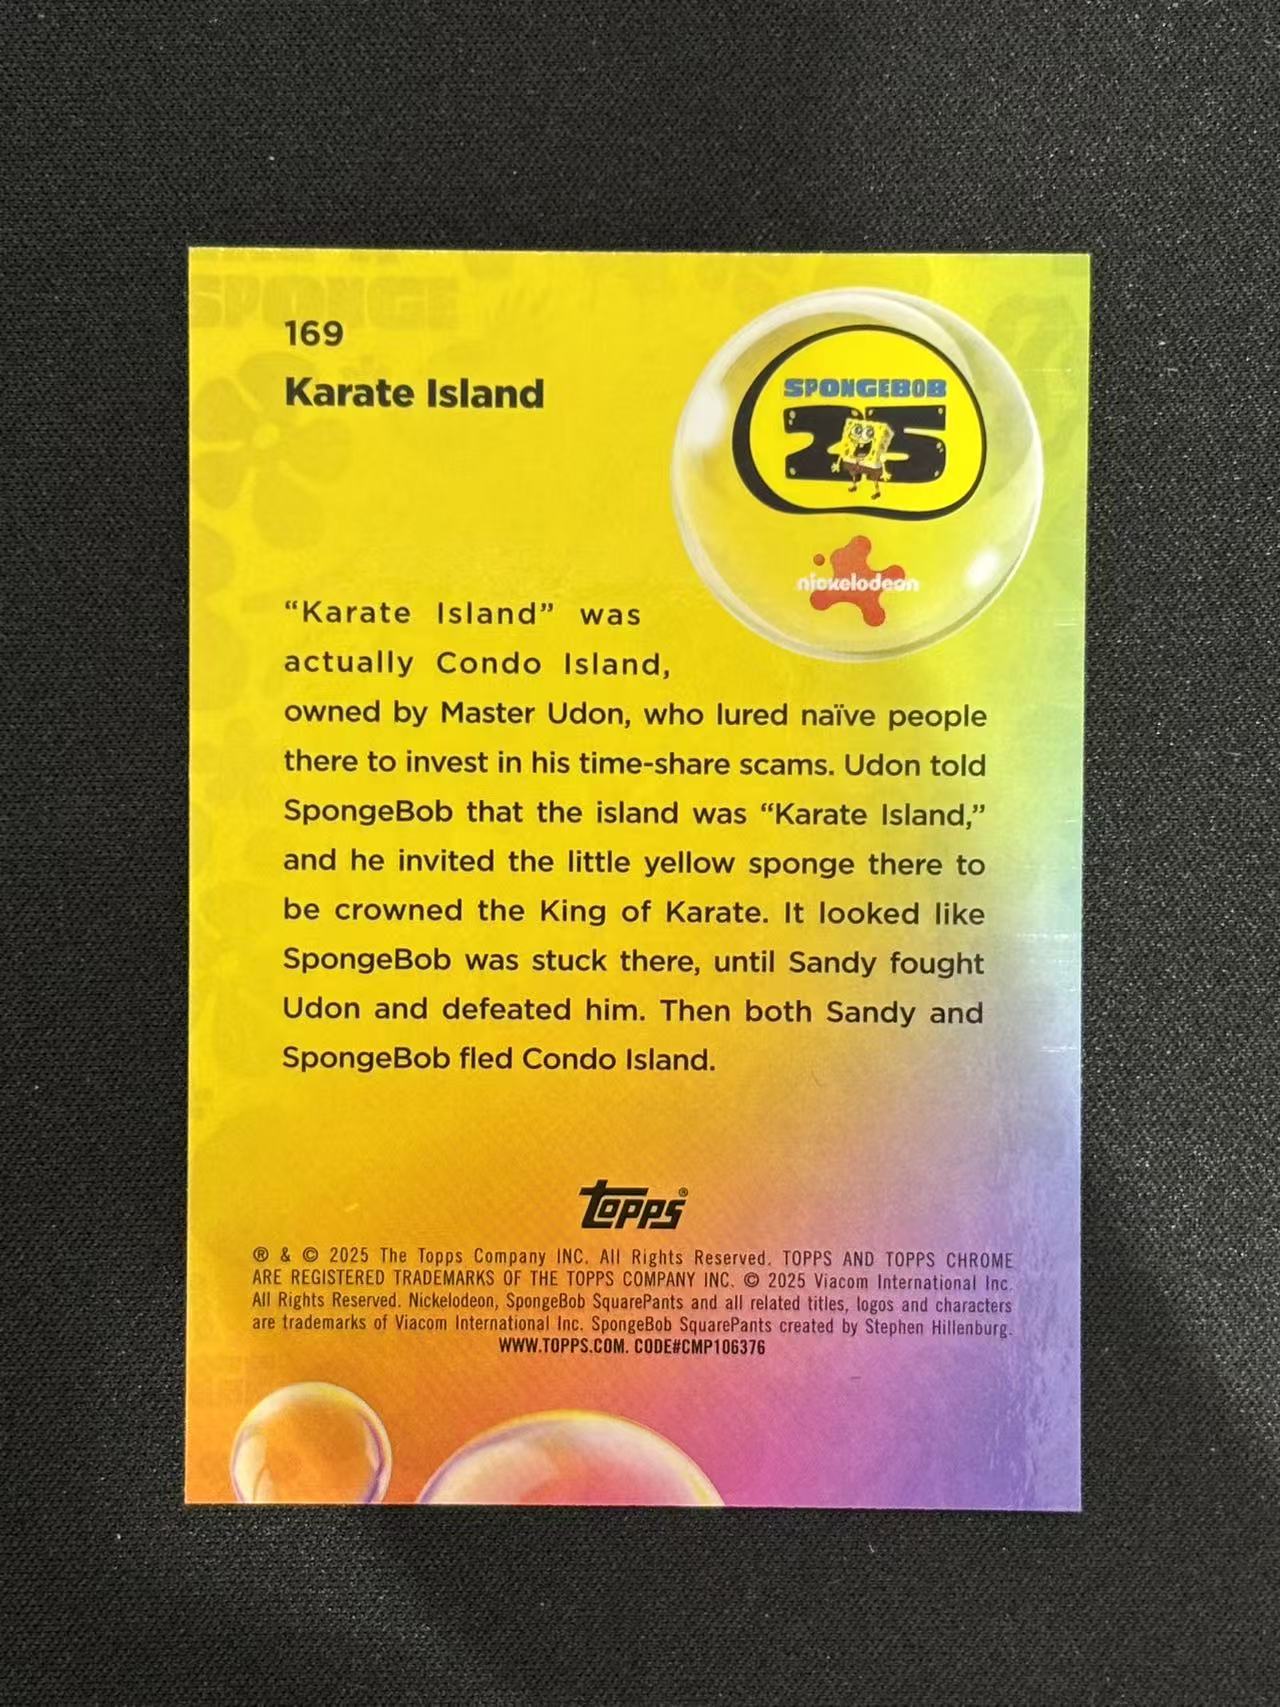 169
Karate Island
SPONGEBOB
25
nickelodeon
“Karate Island” was
actually Condo Island,
owned by Master Udon, who lured naïve people
there to invest in his time-share scams. Udon told
SpongeBob that the island was “Karate Island,”
and he invited the little yellow sponge there to
be crowned the King of Karate. It looked like
SpongeBob was stuck there, until Sandy fought
Udon and defeated him. Then both Sandy and
SpongeBob fled Condo Island.
Topps®
® & © 2025 The Topps Company INC. All Rights Reserved. TOPPS AND TOPPS CHROME
ARE REGISTERED TRADEMARKS OF THE TOPPS COMPANY INC. © 2025 Viacom International Inc.
All Rights Reserved. Nickelodeon, SpongeBob SquarePants and all related titles, logos and characters
are trademarks of Viacom International Inc. SpongeBob SquarePants created by Stephen Hillenburg.
WWW.TOPPS.COM. CODE#CMP106376
SPONGE